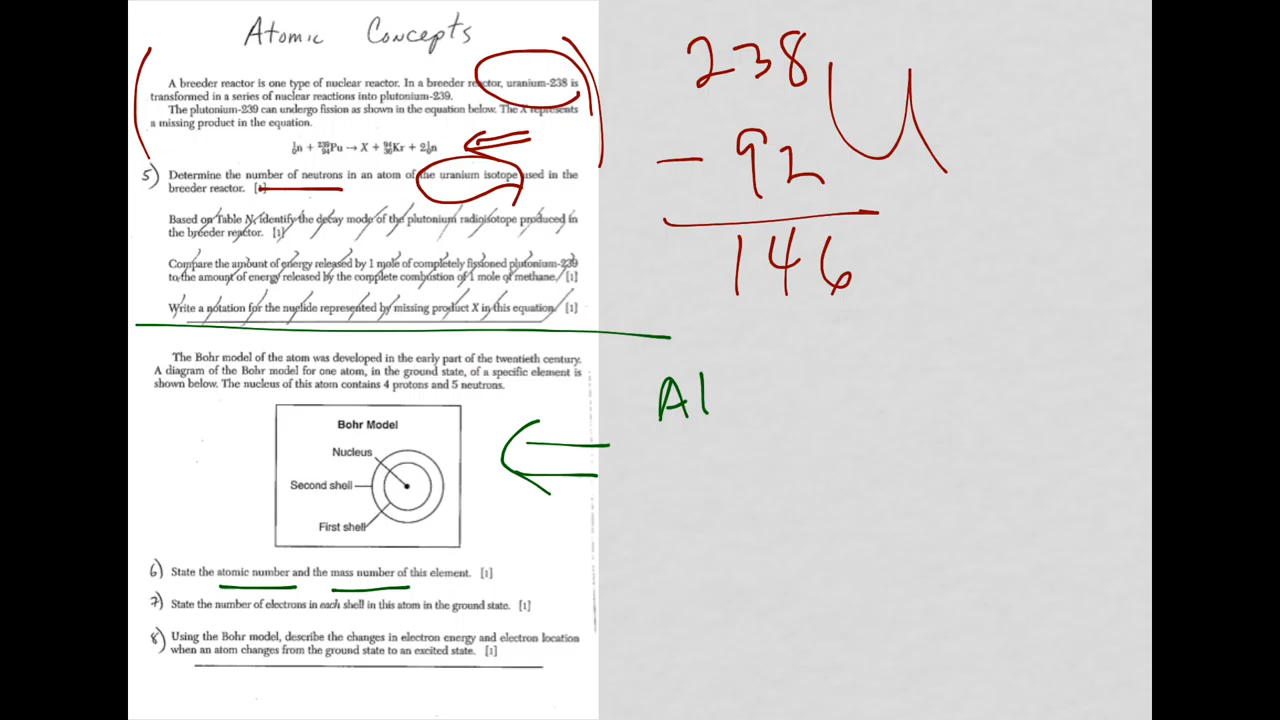 Atomic Concepts
A breeder reactor is one type of nuclear reactor. In a breeder reactor, uranium-238 is
transformed in a series of nuclear reactions into plutonium-239.
The plutonium-239 can undergo fission as shown in the equation below. The X represents
a missing product in the equation.
¹₀n + ²³⁹₉₄Pu → X + ⁹⁴₃₆Kr + 2¹₀n
5) Determine the number of neutrons in an atom of the uranium isotope used in the
breeder reactor. [1]
Based on Table N, identify the decay mode of the plutonium radioisotope produced in
the breeder reactor. [1]
Compare the amount of energy released by 1 mole of completely fissioned plutonium-239
to the amount of energy released by the complete combustion of 1 mole of methane. [1]
Write a notation for the nuclide represented by missing product X in this equation. [1]
The Bohr model of the atom was developed in the early part of the twentieth century.
A diagram of the Bohr model for one atom, in the ground state, of a specific element is
shown below. The nucleus of this atom contains 4 protons and 5 neutrons.
Bohr Model
Nucleus
Second shell
First shell
6) State the atomic number and the mass number of this element. [1]
7) State the number of electrons in each shell in this atom in the ground state. [1]
8) Using the Bohr model, describe the changes in electron energy and electron location
when an atom changes from the ground state to an excited state. [1]
238 U
- 92
146
A